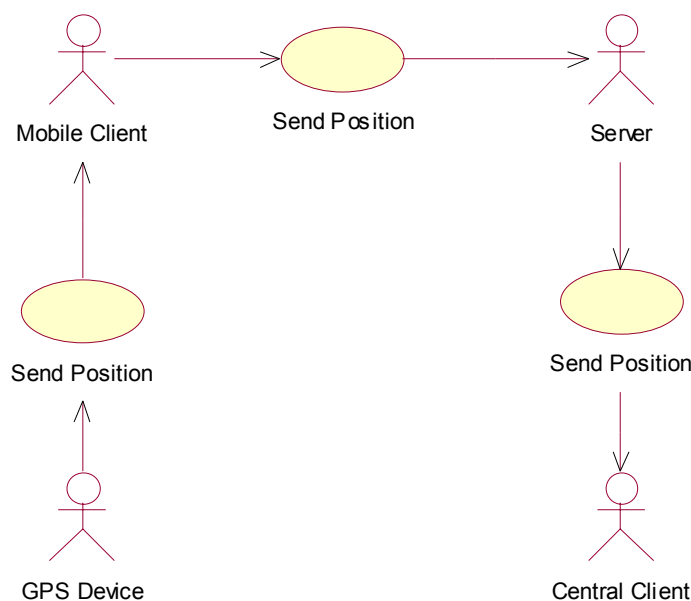 Send Position
Mobile Client
Server
Send Position
Send Position
GPS Device
Central Client